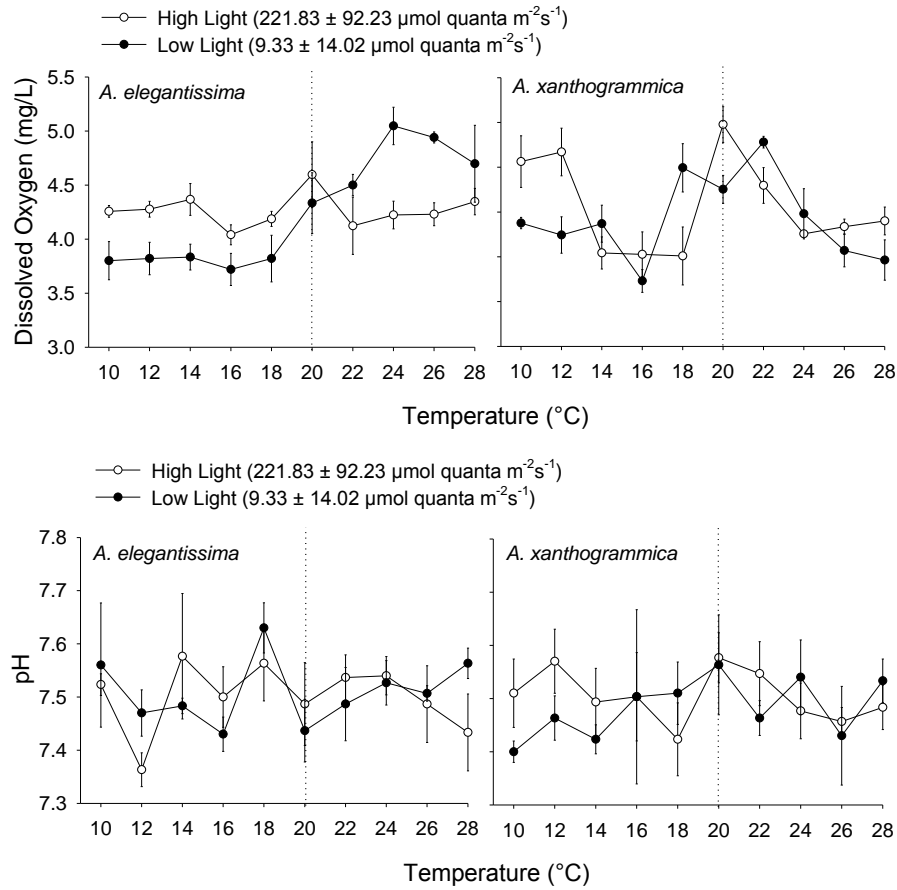 High Light (221.83 ± 92.23 µmol quanta m⁻²s⁻¹)
Low Light (9.33 ± 14.02 µmol quanta m⁻²s⁻¹)
A. elegantissima
A. xanthogrammica
Dissolved Oxygen (mg/L)
5.5
5.0
4.5
4.0
3.5
3.0
10 12 14 16 18 20 22 24 26 28
10 12 14 16 18 20 22 24 26 28
Temperature (°C)
High Light (221.83 ± 92.23 µmol quanta m⁻²s⁻¹)
Low Light (9.33 ± 14.02 µmol quanta m⁻²s⁻¹)
A. elegantissima
A. xanthogrammica
pH
7.8
7.7
7.6
7.5
7.4
7.3
10 12 14 16 18 20 22 24 26 28
10 12 14 16 18 20 22 24 26 28
Temperature (°C)